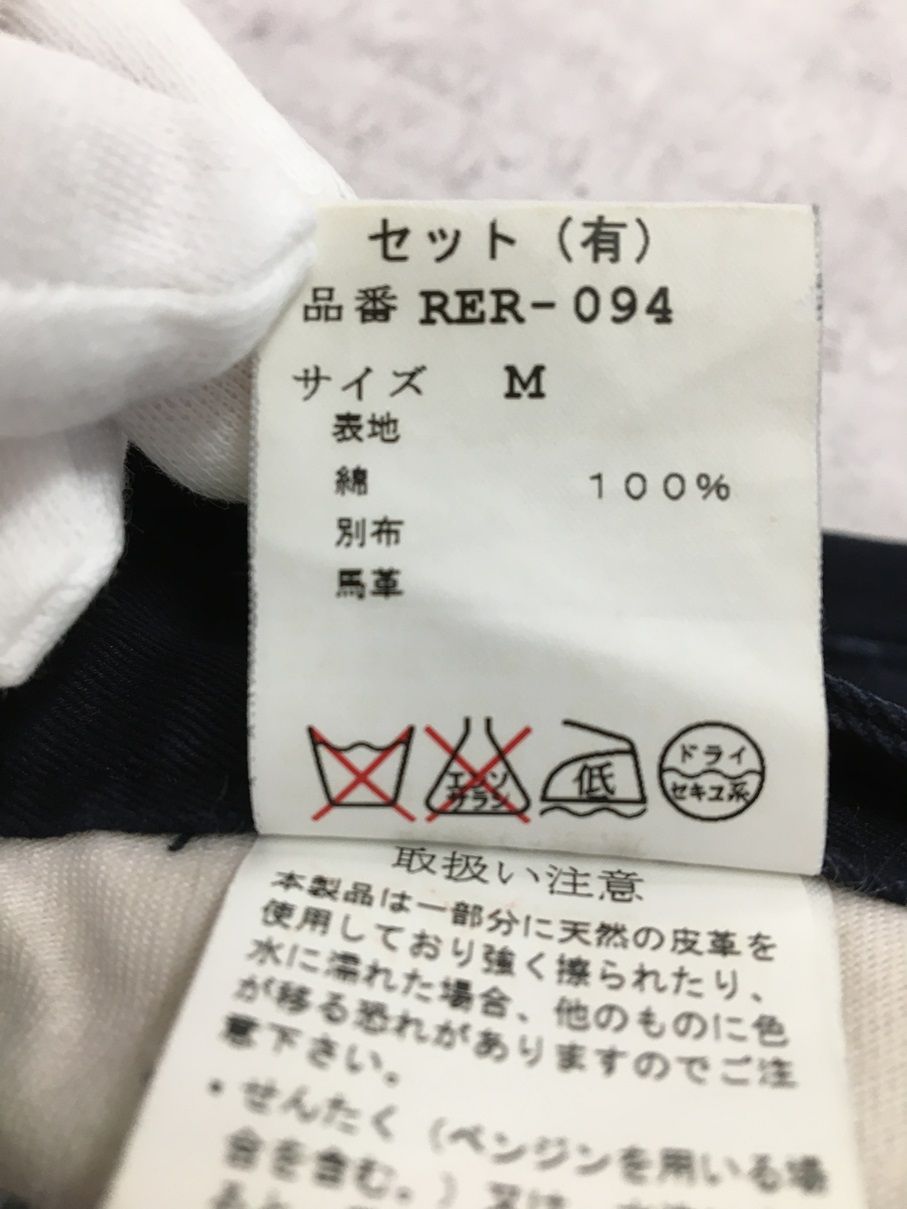 セット（有）
品番 RER-094
サイズ M
表地
綿 100%
別布
馬革
エンソサラシ
低
ドライ
セキユ系
取扱い注意
本製品は一部分に天然の皮革を
使用しており強く擦られたり、
水に濡れた場合、他のものに色
が移る恐れがありますのでご注
意下さい。
・せんたく（ベンジンを用いる場
合を含む。）又は